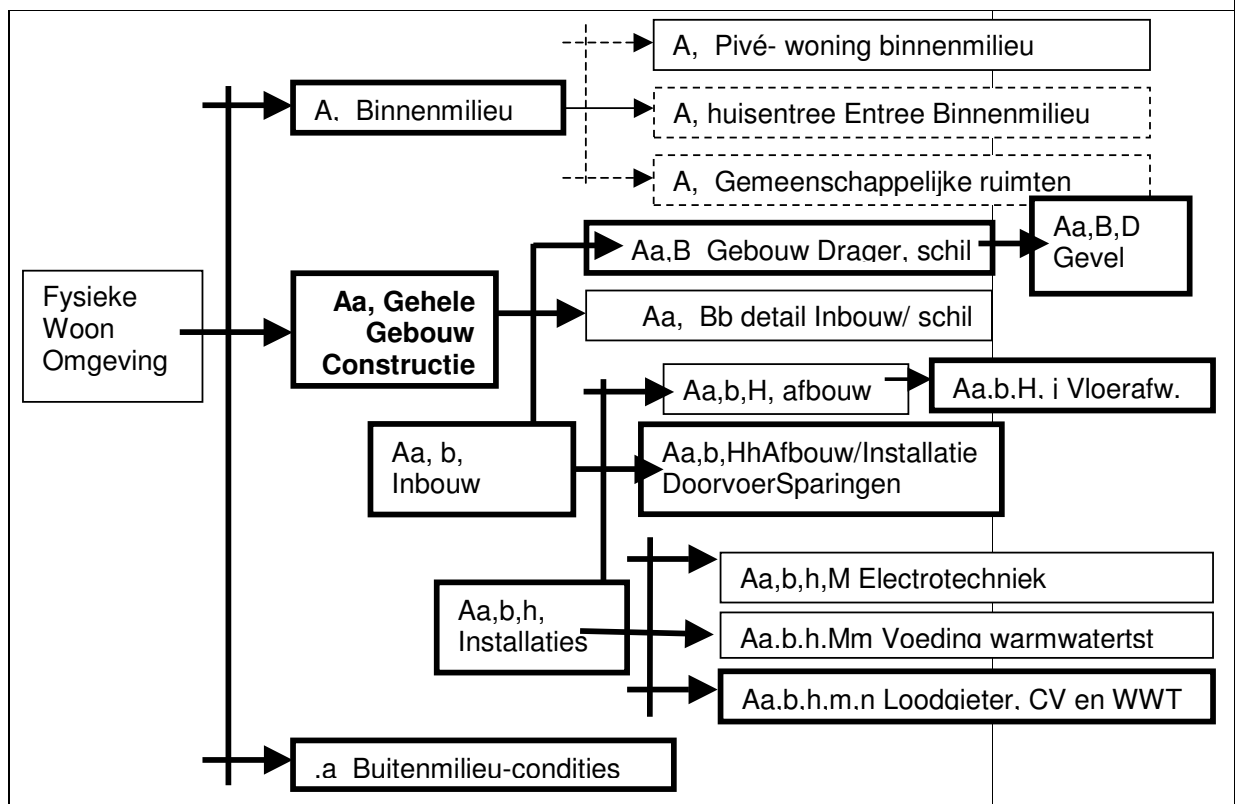 A, Pivé- woning binnenmilieu
A, Binnenmilieu
A, huisentree Entree Binnenmilieu
A, Gemeenschappelijke ruimten
Aa,B Gebouw Drager, schil
Aa,B,D
Gevel
Fysieke
Woon
Omgeving
Aa, Gehele
Gebouw
Constructie
Aa, Bb detail Inbouw/ schil
Aa,b,H, afbouw
Aa,b,H, j Vloerafw.
Aa, b,
Inbouw
Aa,b,HhAfbouw/Installatie
DoorvoerSparingen
Aa,b,h,M Electrotechniek
Aa,b,h,
Installaties
Aa,b,h,Mm Voeding warmwatertst
Aa,b,h,m,n Loodgieter, CV en WWT
.a Buitenmilieu-condities